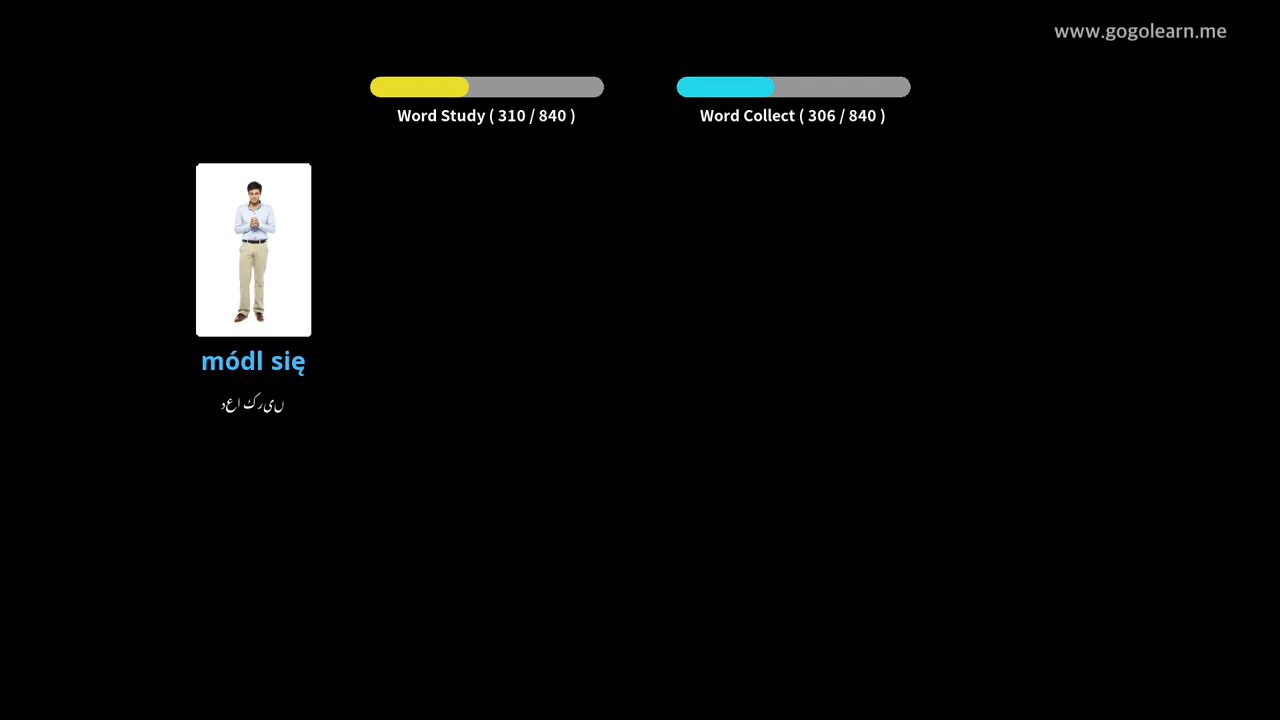 www.gogolearn.me
Word Study ( 310 / 840 )
Word Collect ( 306 / 840 )
módl się
دعا کریں